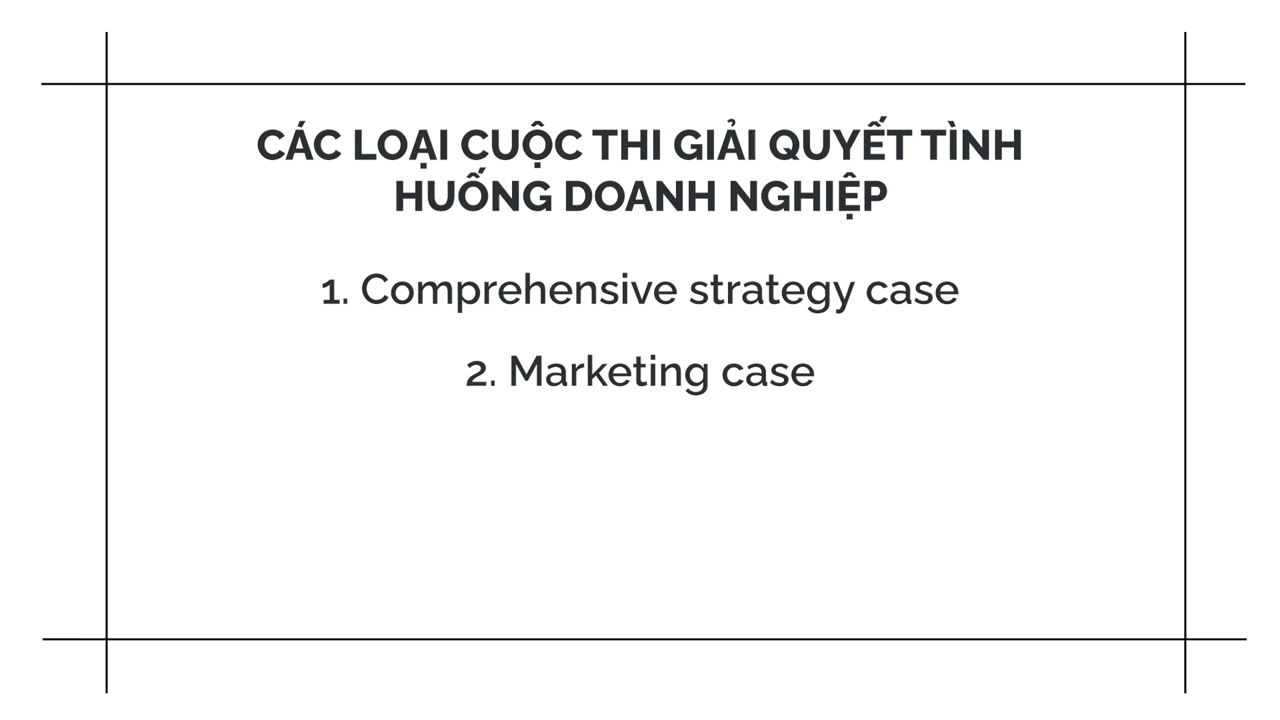 CÁC LOẠI CUỘC THI GIẢI QUYẾT TÌNH
HUỐNG DOANH NGHIỆP
1. Comprehensive strategy case
2. Marketing case